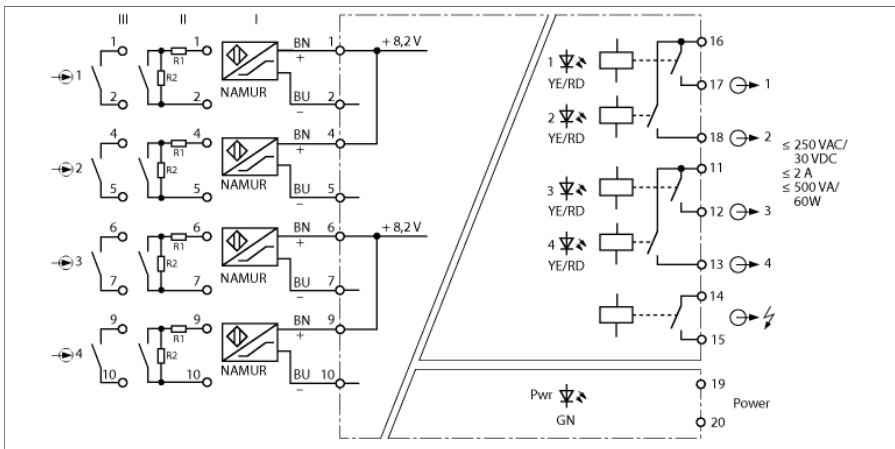 III II I
1 1 BN 1 + 8,2 V
+
R1
1
R2
2 2 BU 2
NAMUR –
4 4 BN 4
+
R1
2
R2
5 5 BU 5
NAMUR –
6 6 BN 6 + 8,2 V
+
R1
3
R2
7 7 BU 7
NAMUR –
9 9 BN 9
+
R1
4
R2
10 10 BU 10
NAMUR –
16
1
YE/RD
17 1
2
YE/RD
18 2
11
3
YE/RD
12 3
4
YE/RD
13 4
14
15
≤ 250 VAC/
30 VDC
≤ 2 A
≤ 500 VA/
60W
19
Pwr
GN
Power
20